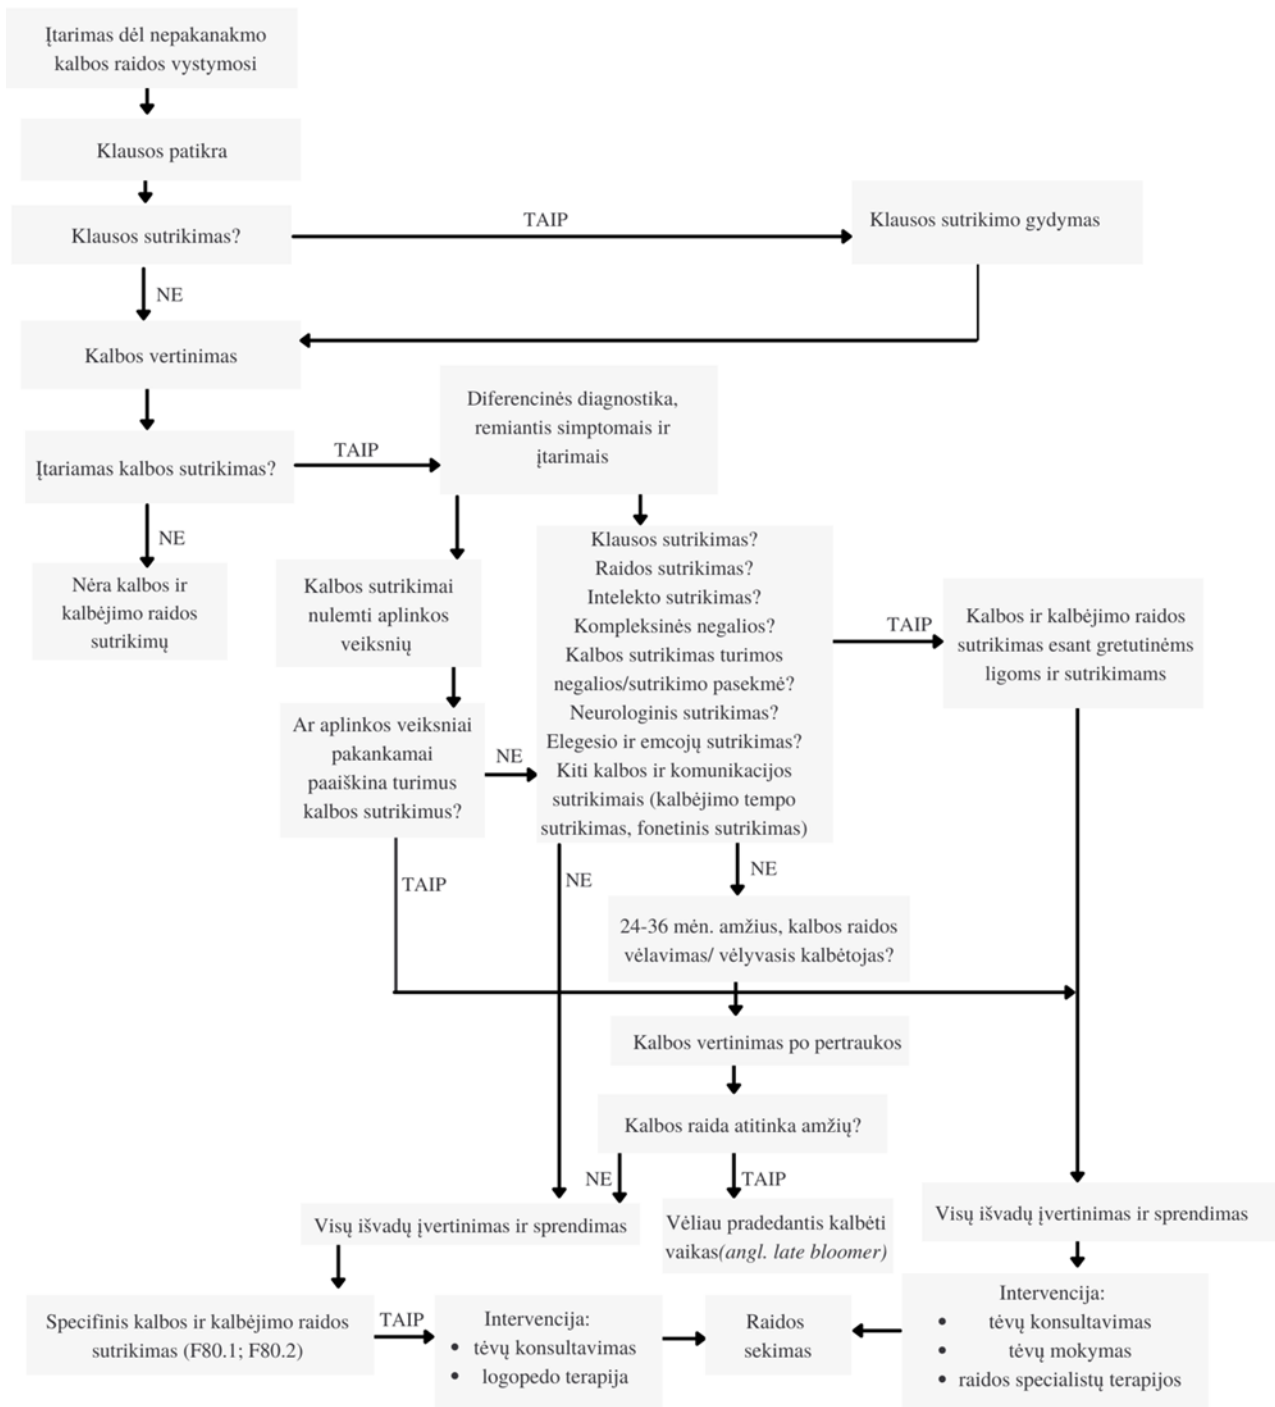 Įtarimas dėl nepakanakmo
kalbos raidos vystymosi
Klausos patikra
Klausos sutrikimas?
TAIP
Klausos sutrikimo gydymas
NE
Kalbos vertinimas
Diferencinės diagnostika,
remiantis simptomais ir
įtarimais
Įtariamas kalbos sutrikimas?
TAIP
NE
Nėra kalbos ir
kalbėjimo raidos
sutrikimų
Kalbos sutrikimai
nulemti aplinkos
veiksnių
Klausos sutrikimas?
Raidos sutrikimas?
Intelekto sutrikimas?
Kompleksinės negalios?
Kalbos sutrikimas turimos
negalios/sutrikimo pasekmė?
Neurologinis sutrikimas?
Elegesio ir emcojų sutrikimas?
Kiti kalbos ir komunikacijos
sutrikimais (kalbėjimo tempo
sutrikimas, fonetinis sutrikimas)
TAIP
Kalbos ir kalbėjimo raidos
sutrikimas esant gretutinėms
ligoms ir sutrikimams
Ar aplinkos veiksniai
pakankamai
paaiškina turimus
kalbos sutrikimus?
NE
TAIP
NE
NE
24-36 mėn. amžius, kalbos raidos
vėlavimas/ vėlyvasis kalbėtojas?
Kalbos vertinimas po pertraukos
Kalbos raida atitinka amžių?
NE
TAIP
Visų išvadų įvertinimas ir sprendimas
Vėliau pradedantis kalbėti
vaikas(angl. late bloomer)
Visų išvadų įvertinimas ir sprendimas
Specifinis kalbos ir kalbėjimo raidos
sutrikimas (F80.1; F80.2)
TAIP
Intervencija:
• tėvų konsultavimas
• logopedo terapija
Raidos
sekimas
Intervencija:
• tėvų konsultavimas
• tėvų mokymas
• raidos specialistų terapijos